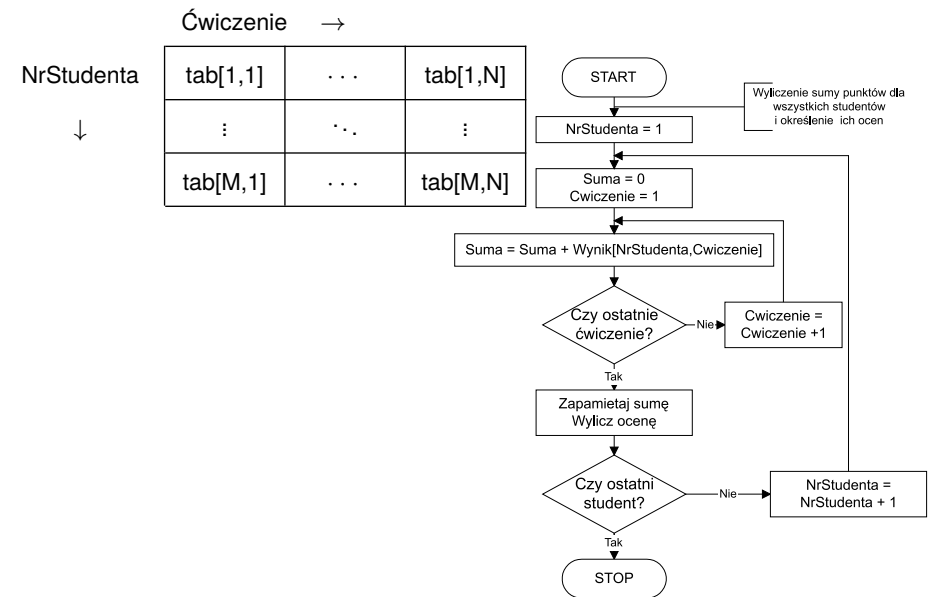 Ćwiczenie →
NrStudenta
↓
tab[1,1] . . . tab[1,N]
⋮ ⋱ ⋮
tab[M,1] . . . tab[M,N]
START
Wyliczenie sumy punktów dla
wszystkich studentów
i określenie ich ocen
NrStudenta = 1
Suma = 0
Cwiczenie = 1
Suma = Suma + Wynik[NrStudenta,Cwiczenie]
Czy ostatnie
ćwiczenie?
Nie
Cwiczenie =
Cwiczenie +1
Tak
Zapamietaj sumę
Wylicz ocenę
Czy ostatni
student?
Nie
NrStudenta =
NrStudenta + 1
Tak
STOP